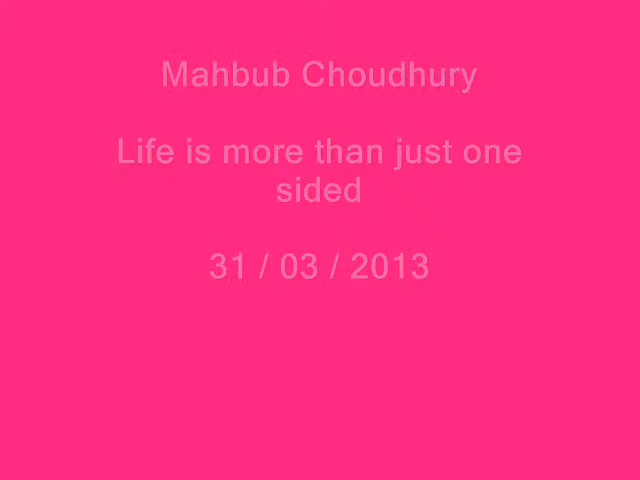 Mahbub Choudhury
Life is more than just one
sided
31 / 03 / 2013